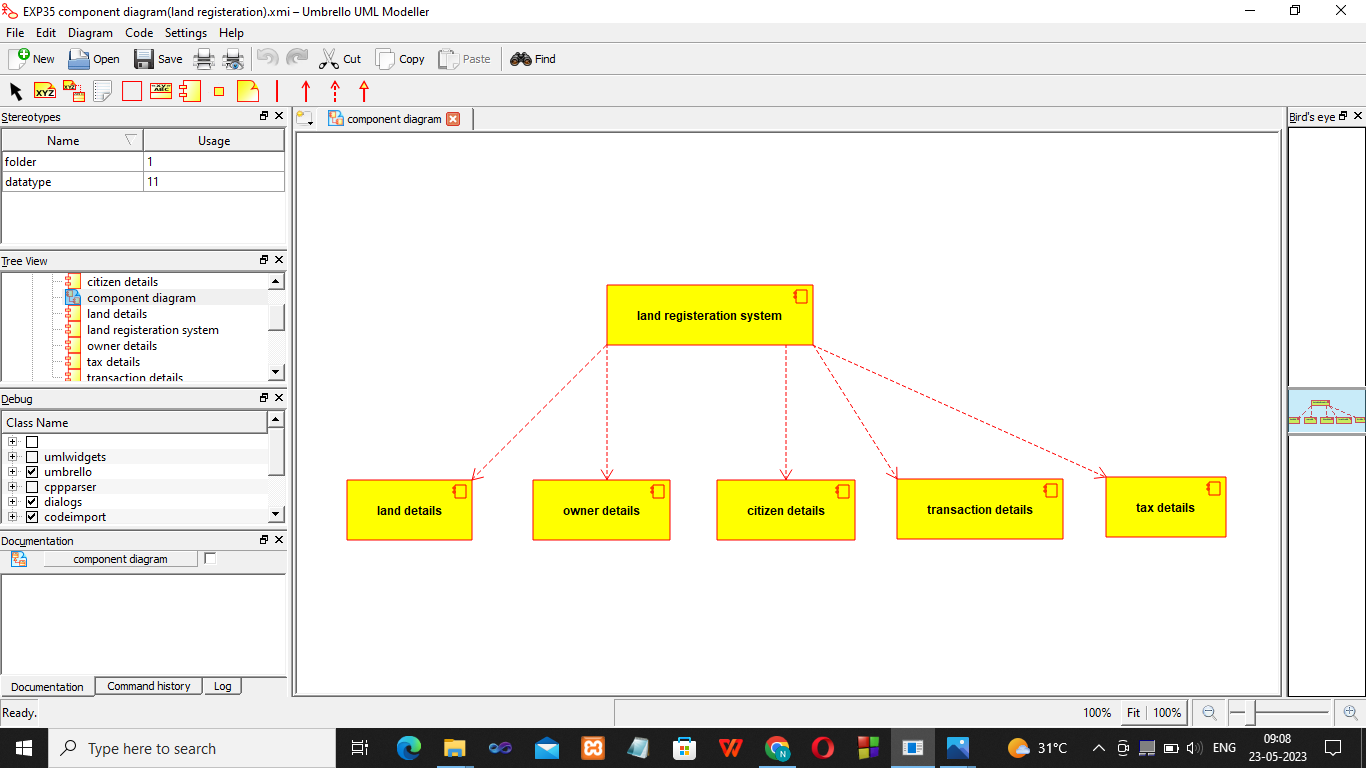 EXP35 component diagram(land registeration).xmi – Umbrello UML Modeller
File Edit Diagram Code Settings Help
New Open Save Cut Copy Paste Find
XYZ
component diagram
Stereotypes
Name Usage
folder 1
datatype 11
Tree View
citizen details
component diagram
land details
land registeration system
owner details
tax details
transaction details
Debug
Class Name
umlwidgets
umbrello
cppparser
dialogs
codeimport
Documentation
component diagram
Documentation Command history Log
land registeration system
land details owner details citizen details transaction details tax details
Bird's eye
Ready.
100% Fit 100%
Type here to search
31°C ENG 09:08
23-05-2023